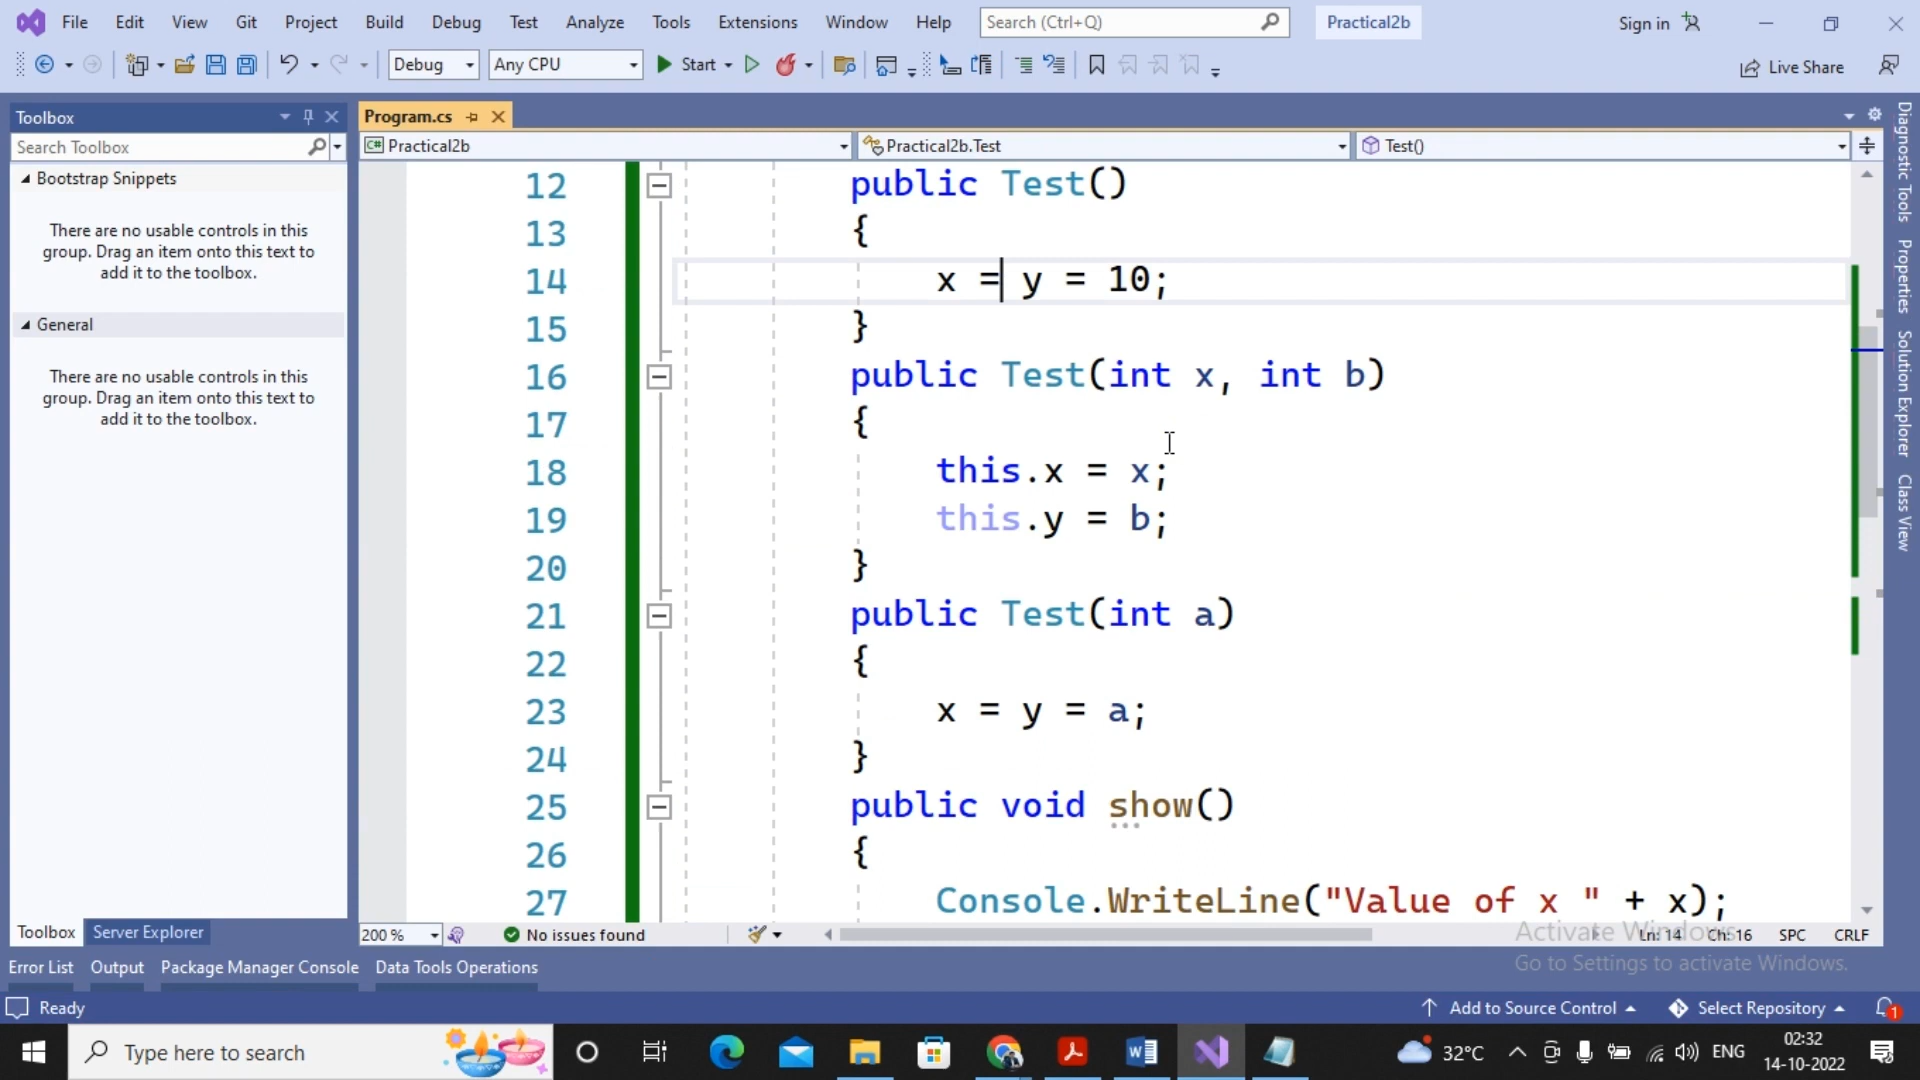 File Edit View Git Project Build Debug Test Analyze Tools Extensions Window Help Search (Ctrl+Q) Practical2b Sign in
Debug Any CPU Start Live Share
Toolbox
Search Toolbox
Bootstrap Snippets
There are no usable controls in this
group. Drag an item onto this text to
add it to the toolbox.
General
There are no usable controls in this
group. Drag an item onto this text to
add it to the toolbox.
Toolbox Server Explorer
Program.cs
Practical2b Practical2b.Test Test()
12 public Test()
13 {
14 x = y = 10;
15 }
16 public Test(int x, int b)
17 {
18 this.x = x;
19 this.y = b;
20 }
21 public Test(int a)
22 {
23 x = y = a;
24 }
25 public void show()
26 {
27 Console.WriteLine("Value of x " + x);
200 % No issues found Ln: 14 Ch: 16 SPC CRLF
Activate Windows
Go to Settings to activate Windows.
Diagnostic Tools
Properties
Solution Explorer
Class View
Error List Output Package Manager Console Data Tools Operations
Ready Add to Source Control Select Repository 1
Type here to search 32°C ENG 02:32
14-10-2022